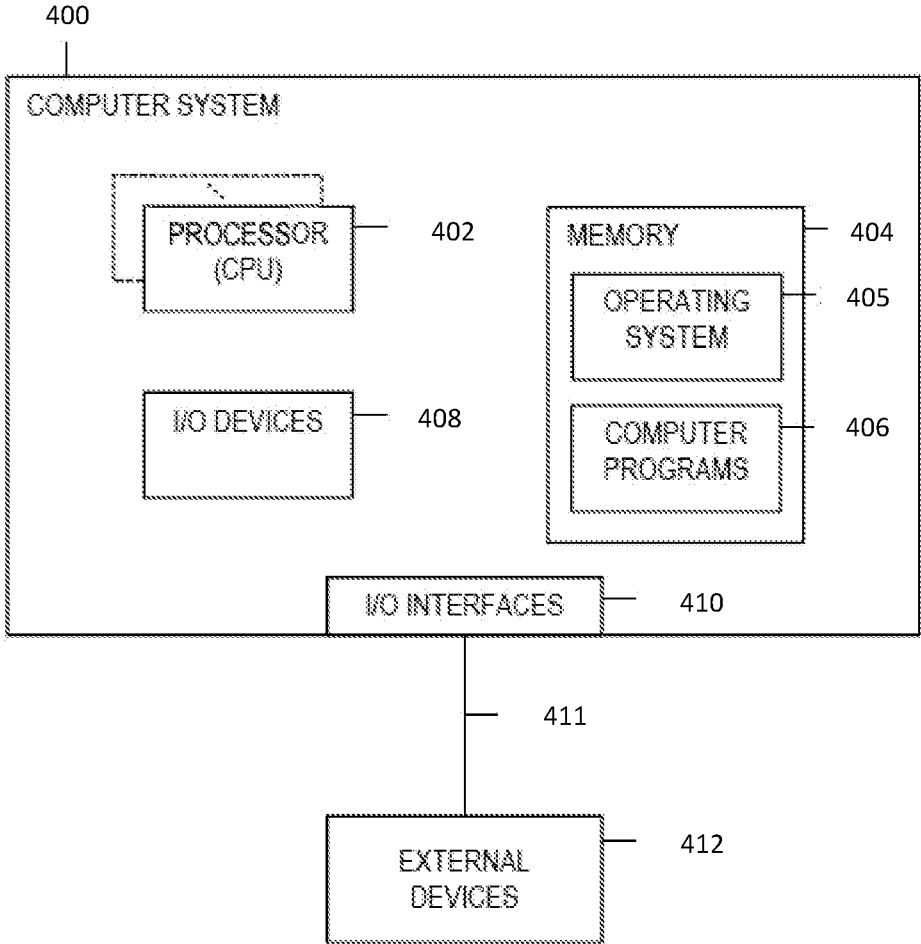 400
COMPUTER SYSTEM
PROCESSOR
(CPU)
402
MEMORY
404
OPERATING
SYSTEM
405
I/O DEVICES
408
COMPUTER
PROGRAMS
406
I/O INTERFACES
410
411
EXTERNAL
DEVICES
412